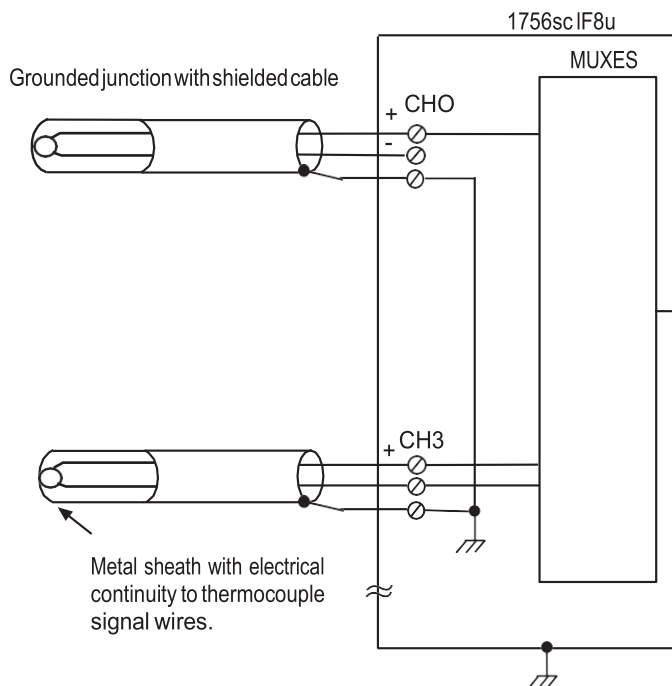 1756sc IF8u
MUXES
Grounded junction with shielded cable
+ CHO
-
+ CH3
Metal sheath with electrical
continuity to thermocouple
signal wires.